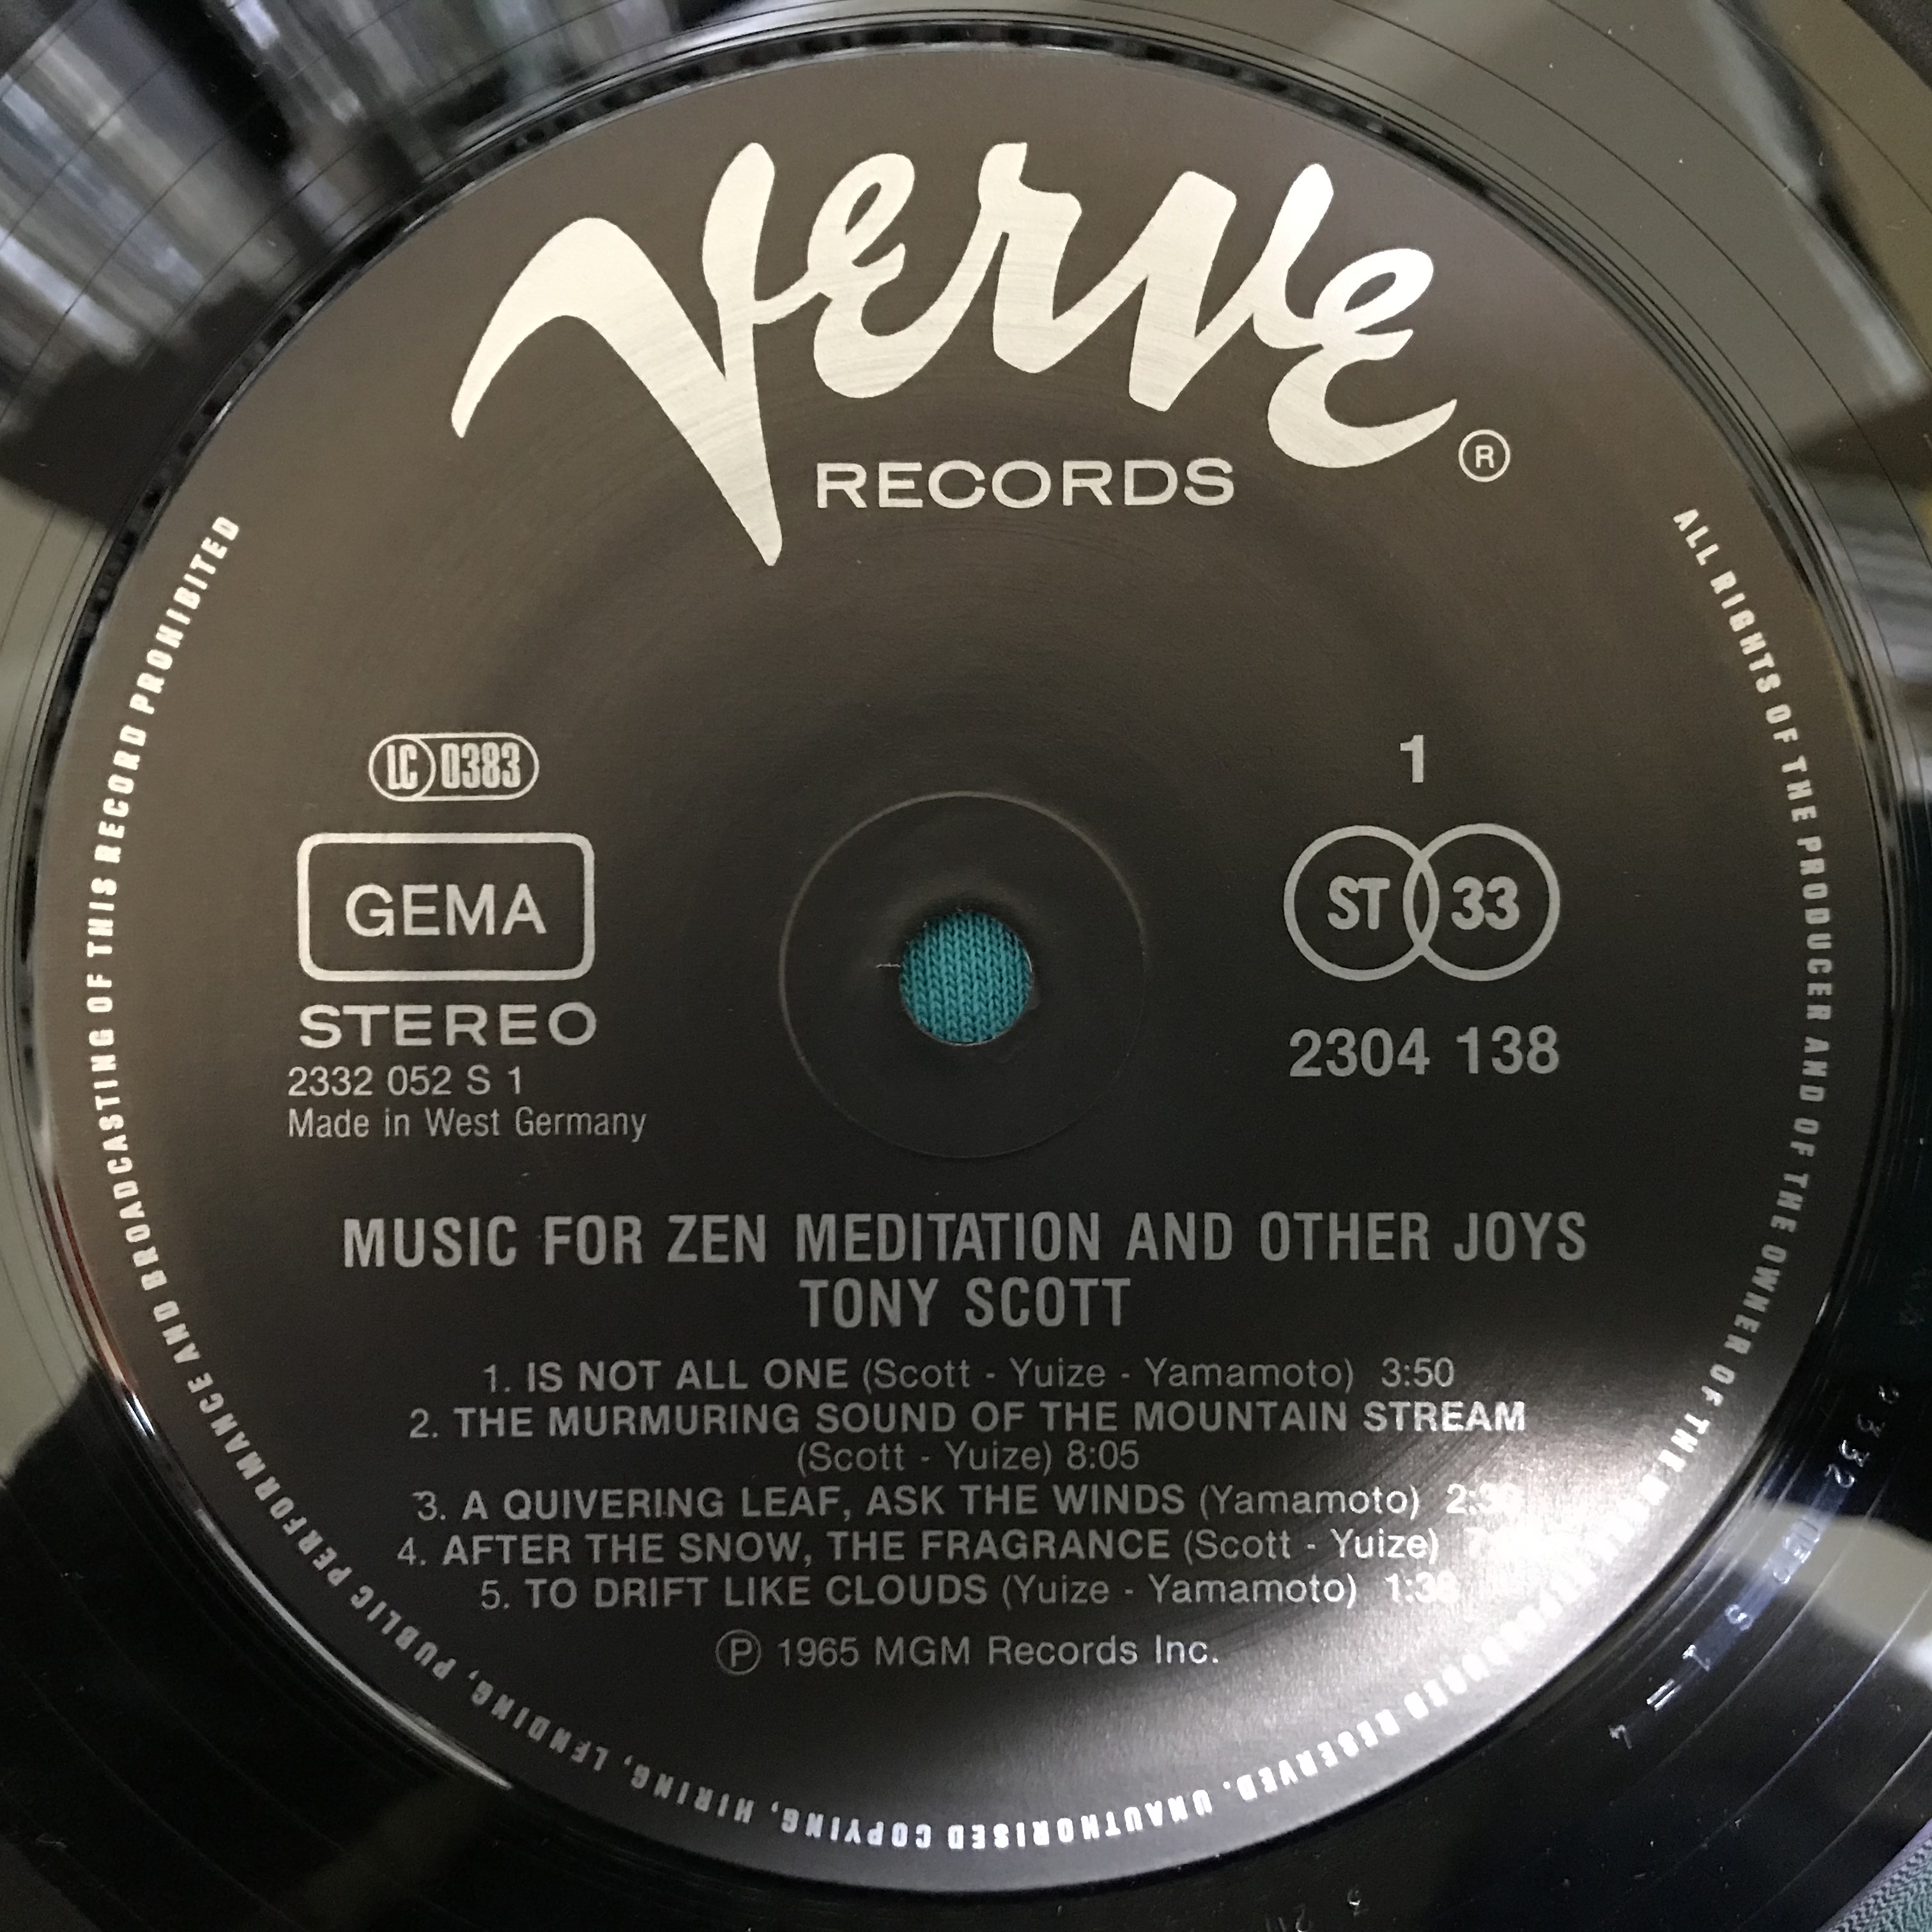 Verve
RECORDS ®
LC 0383
GEMA
STEREO
2332 052 S 1
Made in West Germany
1
ST 33
2304 138
MUSIC FOR ZEN MEDITATION AND OTHER JOYS
TONY SCOTT
1. IS NOT ALL ONE (Scott - Yuize - Yamamoto) 3:50
2. THE MURMURING SOUND OF THE MOUNTAIN STREAM
(Scott - Yuize) 8:05
3. A QUIVERING LEAF, ASK THE WINDS (Yamamoto)
4. AFTER THE SNOW, THE FRAGRANCE (Scott - Yuize)
5. TO DRIFT LIKE CLOUDS (Yuize - Yamamoto)
Ⓟ 1965 MGM Records Inc.
ALL RIGHTS OF THE PRODUCER AND OF THE OWNER OF THE RESERVED. UNAUTHORISED COPYING, HIRING, LENDING, PUBLIC PERFORMANCE AND BROADCASTING OF THIS RECORD PROHIBITED